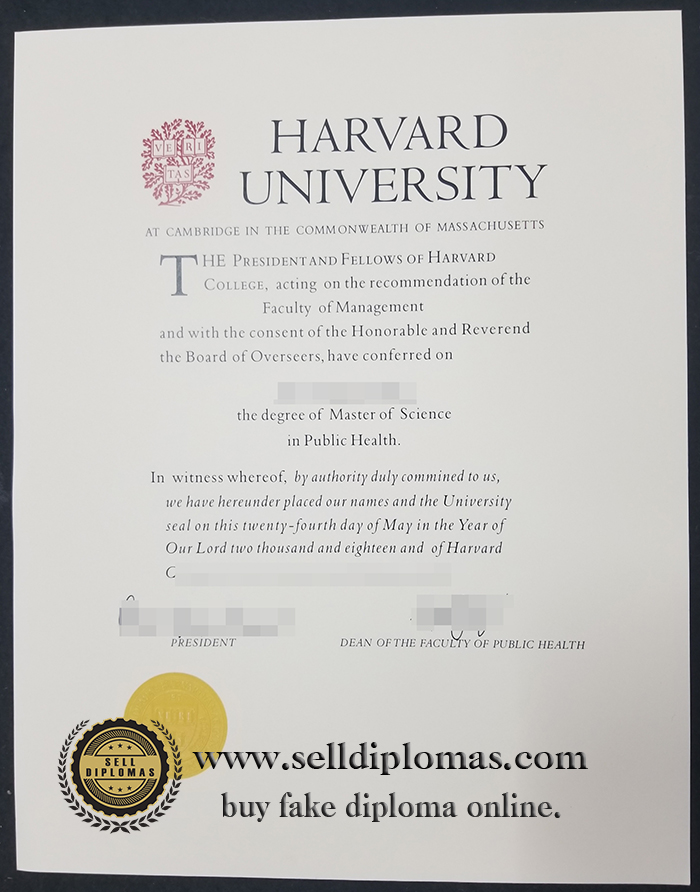 HARVARD
UNIVERSITY
VE RI
TAS
AT CAMBRIDGE IN THE COMMONWEALTH OF MASSACHUSETTS
THE PRESIDENT AND FELLOWS OF HARVARD
COLLEGE, acting on the recommendation of the
Faculty of Management
and with the consent of the Honorable and Reverend
the Board of Overseers, have conferred on
the degree of Master of Science
in Public Health.
In witness whereof, by authority duly commined to us,
we have hereunder placed our names and the University
seal on this twenty-fourth day of May in the Year of
Our Lord two thousand and eighteen and of Harvard
C
PRESIDENT
DEAN OF THE FACULTY OF PUBLIC HEALTH
SELL
DIPLOMAS
www.selldiplomas.com
buy fake diploma online.